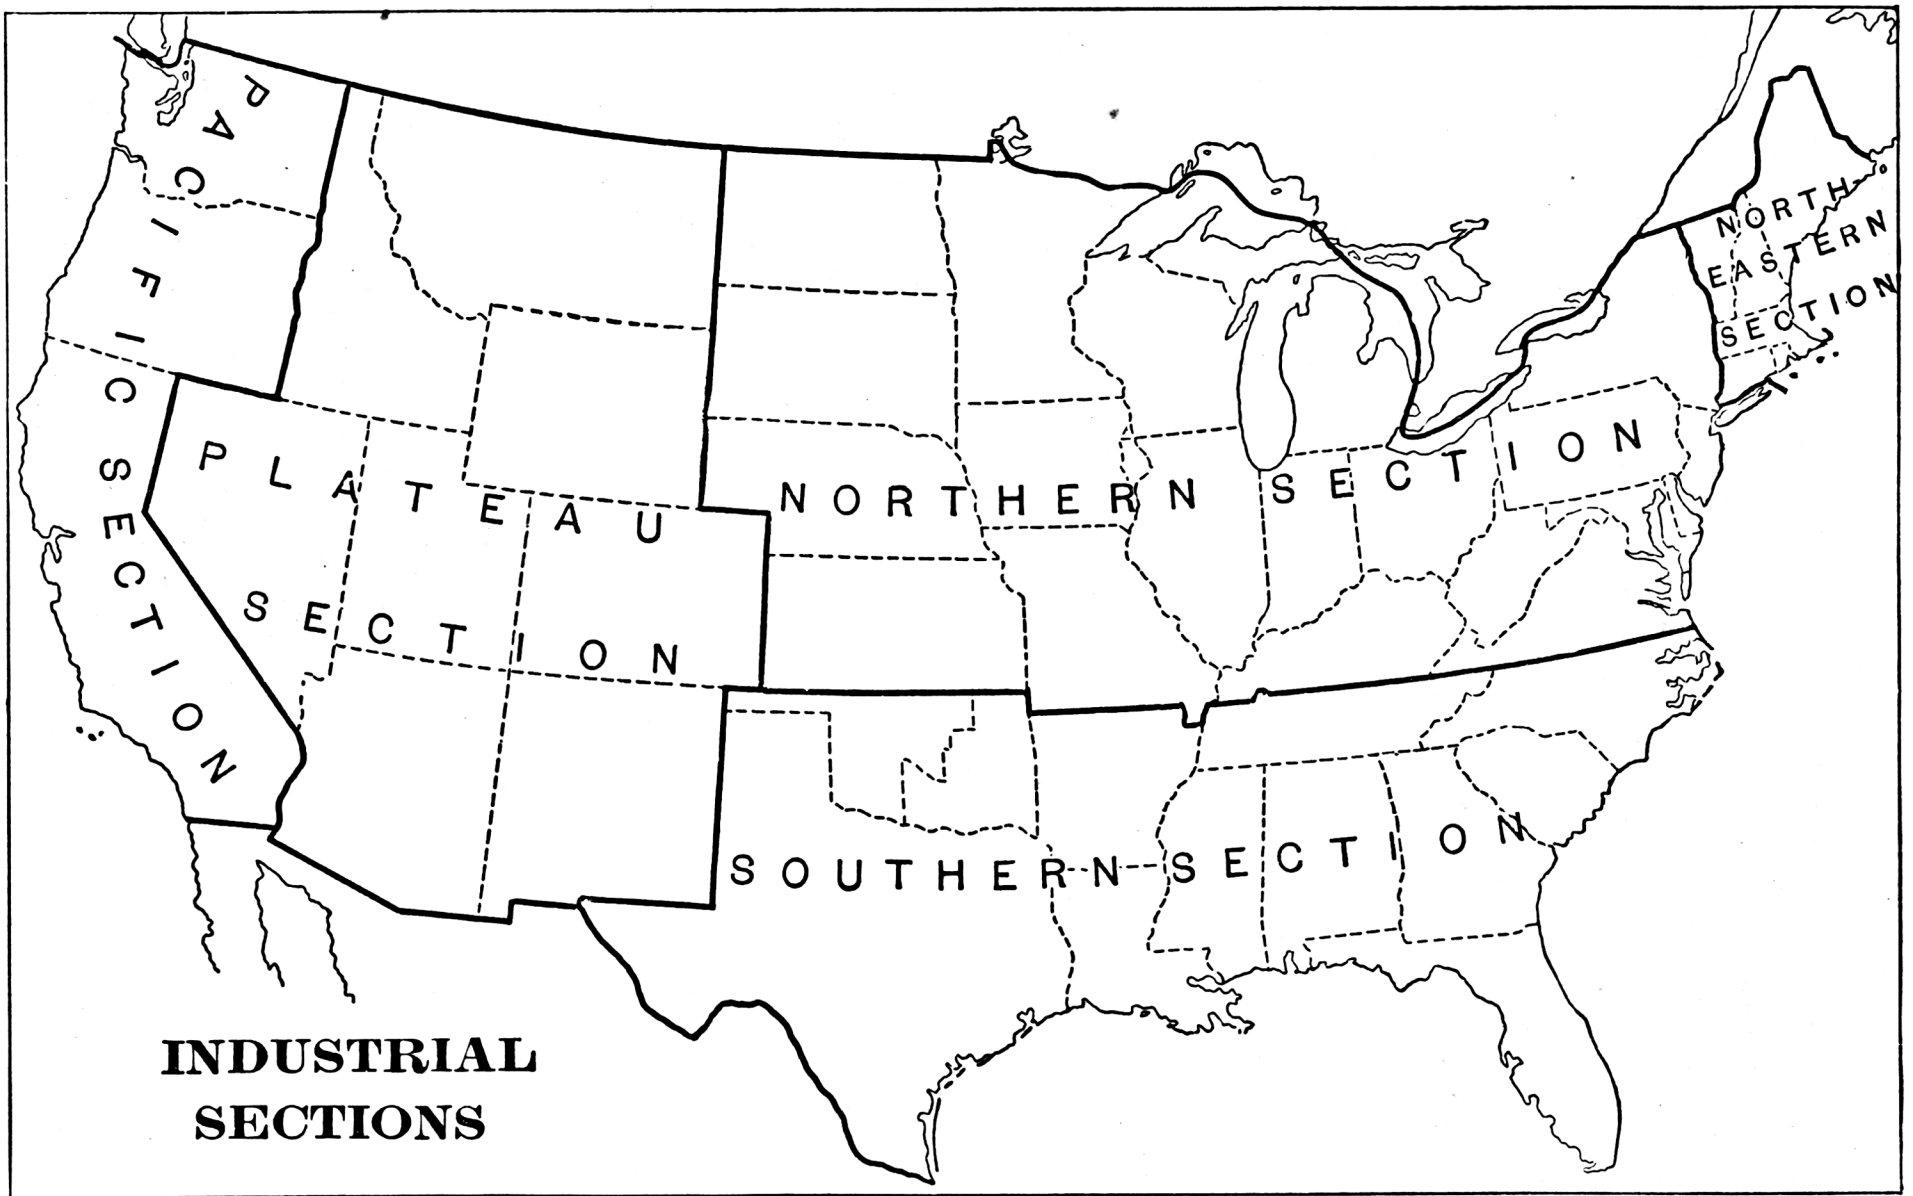 PACIFIC SECTION
PLATEAU
SECTION
NORTHERN SECTION
NORTH
EASTERN
SECTION
SOUTHERN SECTION
INDUSTRIAL
SECTIONS